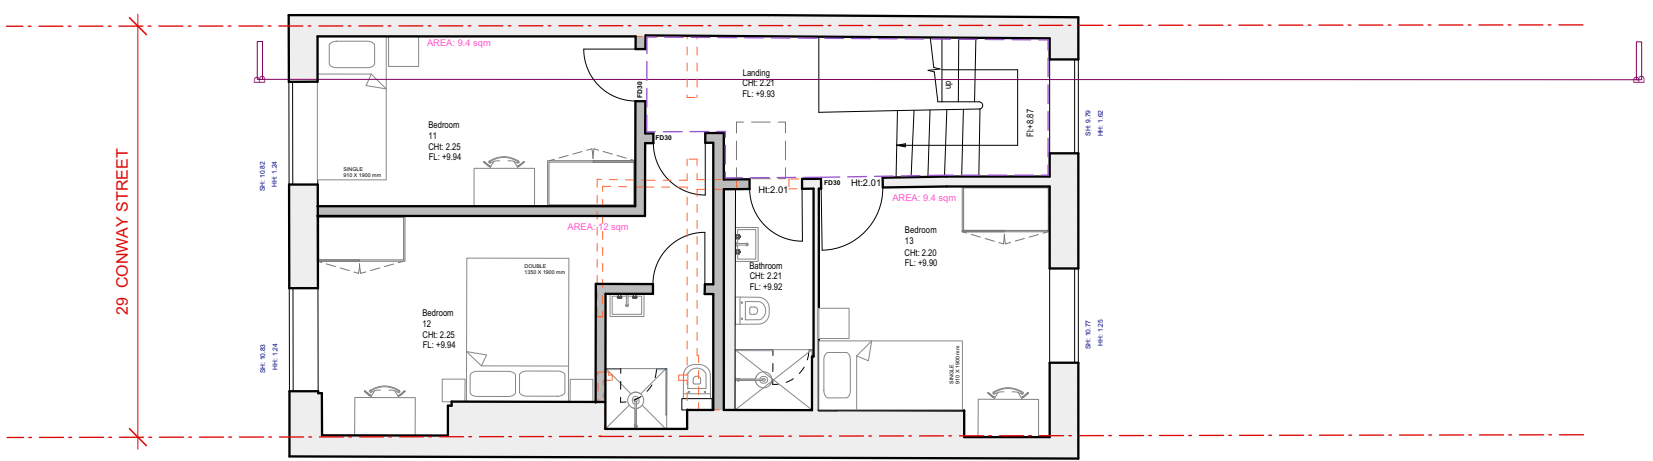 29 CONWAY STREET
AREA: 9.4 sqm
Bedroom
11
CHt: 2.25
FL: +9.94
SINGLE
910 X 1900 mm
FD30
Landing
CHt: 2.21
FL: +9.93
up
Fl:+8.87
FD30
SH: 10.82
HH: 1.24
SH: 9.79
HH: 1.62
AREA: 12 sqm
DOUBLE
1350 X 1900 mm
Bedroom
12
CHt: 2.25
FL: +9.94
SH: 10.83
HH: 1.24
Ht:2.01
FD30
Ht:2.01
Bathroom
CHt: 2.21
FL: +9.92
AREA: 9.4 sqm
Bedroom
13
CHt: 2.20
FL: +9.90
SINGLE
910 X 1900 mm
SH: 10.77
HH: 1.25